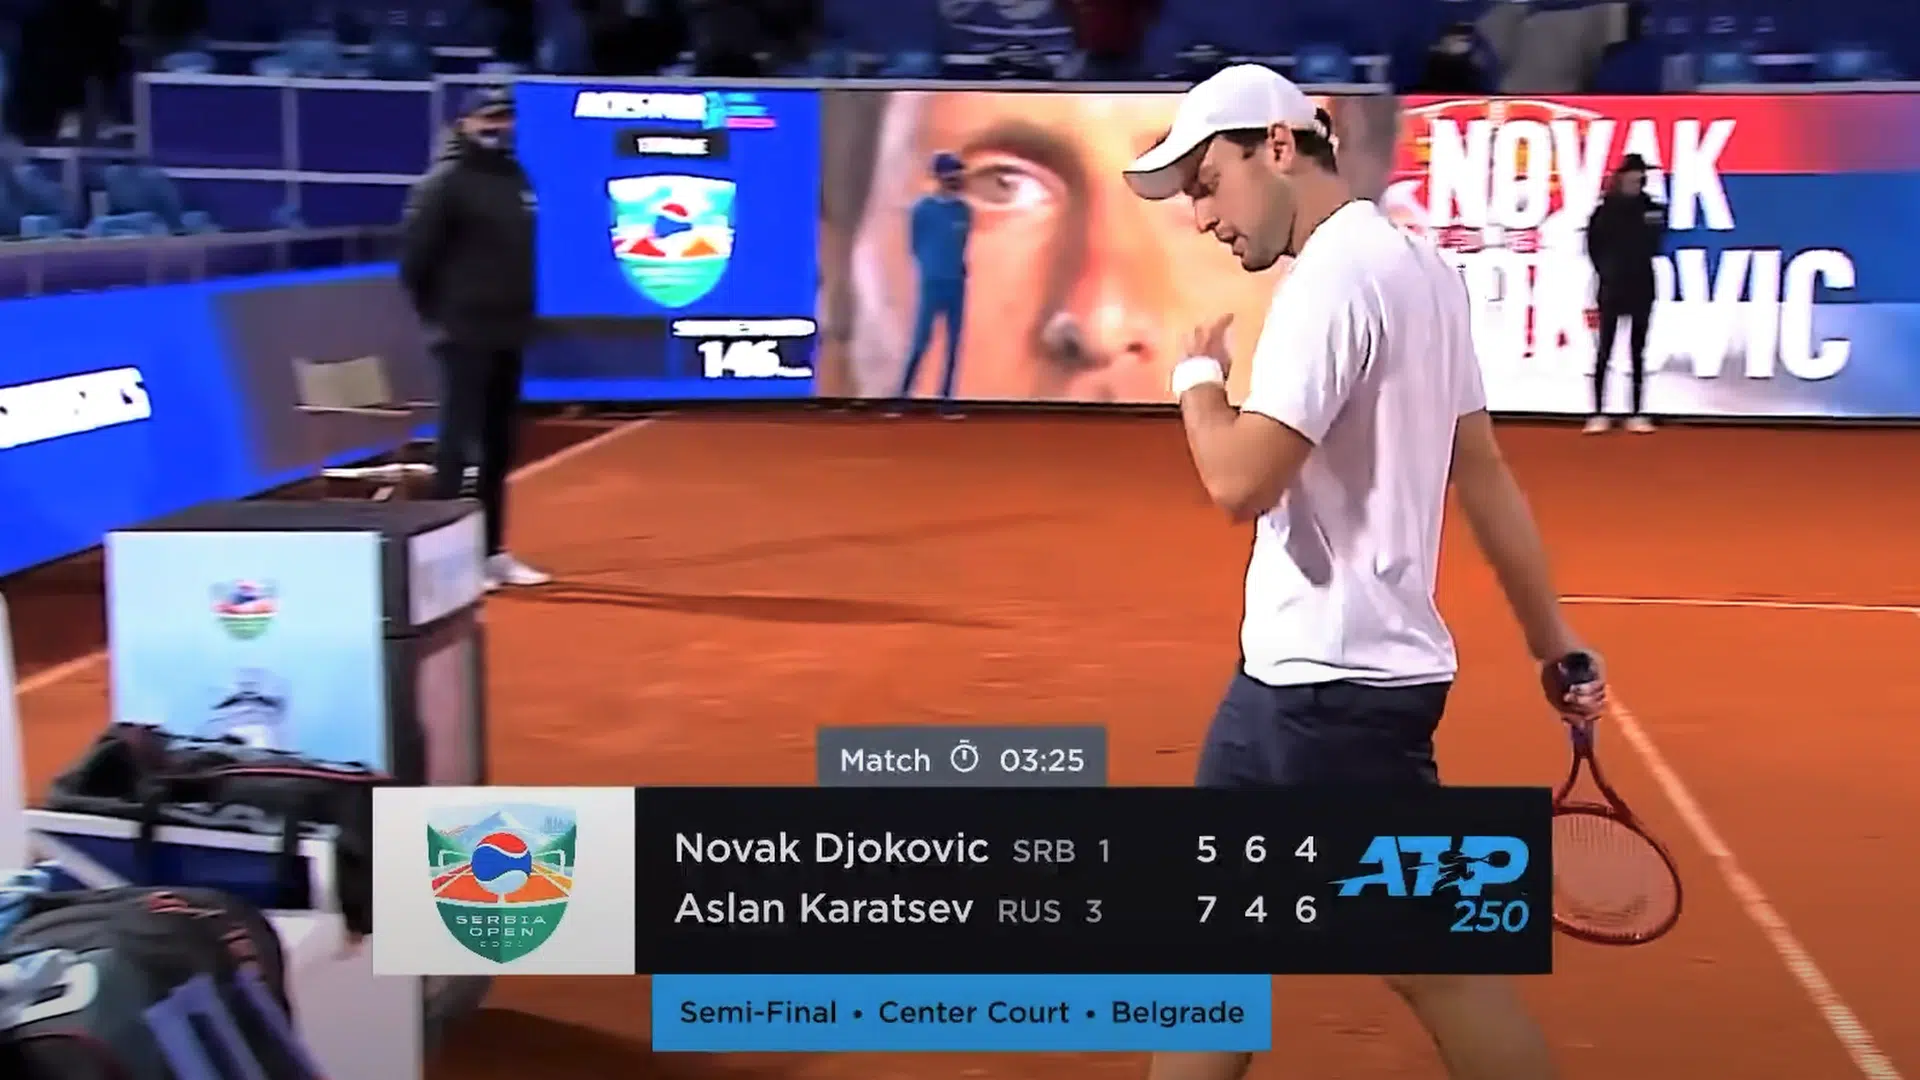 NOVAK
146
Match 03:25
Novak Djokovic SRB 1 5 6 4
Aslan Karatsev RUS 3 7 4 6
ATP
250
SERBIA
OPEN
2021
Semi-Final • Center Court • Belgrade